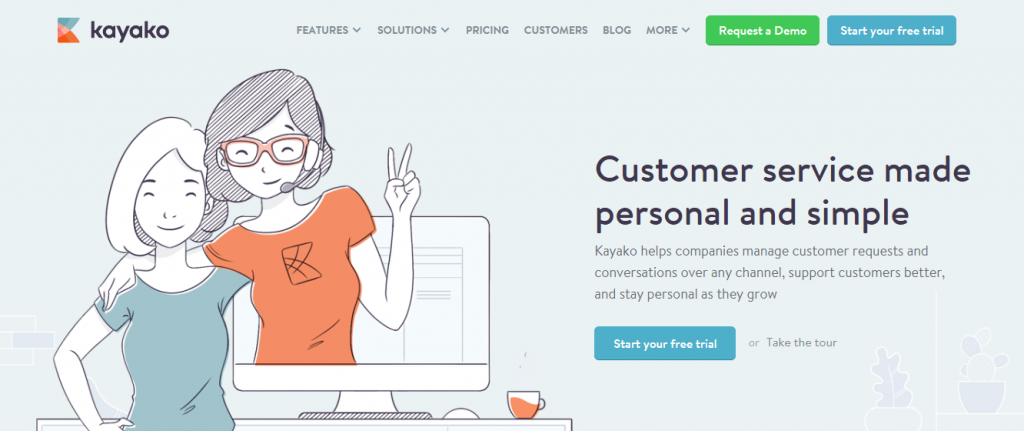 kayako
FEATURES
SOLUTIONS
PRICING
CUSTOMERS
BLOG
MORE
Request a Demo
Start your free trial
Customer service made
personal and simple
Kayako helps companies manage customer requests and
conversations over any channel, support customers better,
and stay personal as they grow
Start your free trial or Take the tour